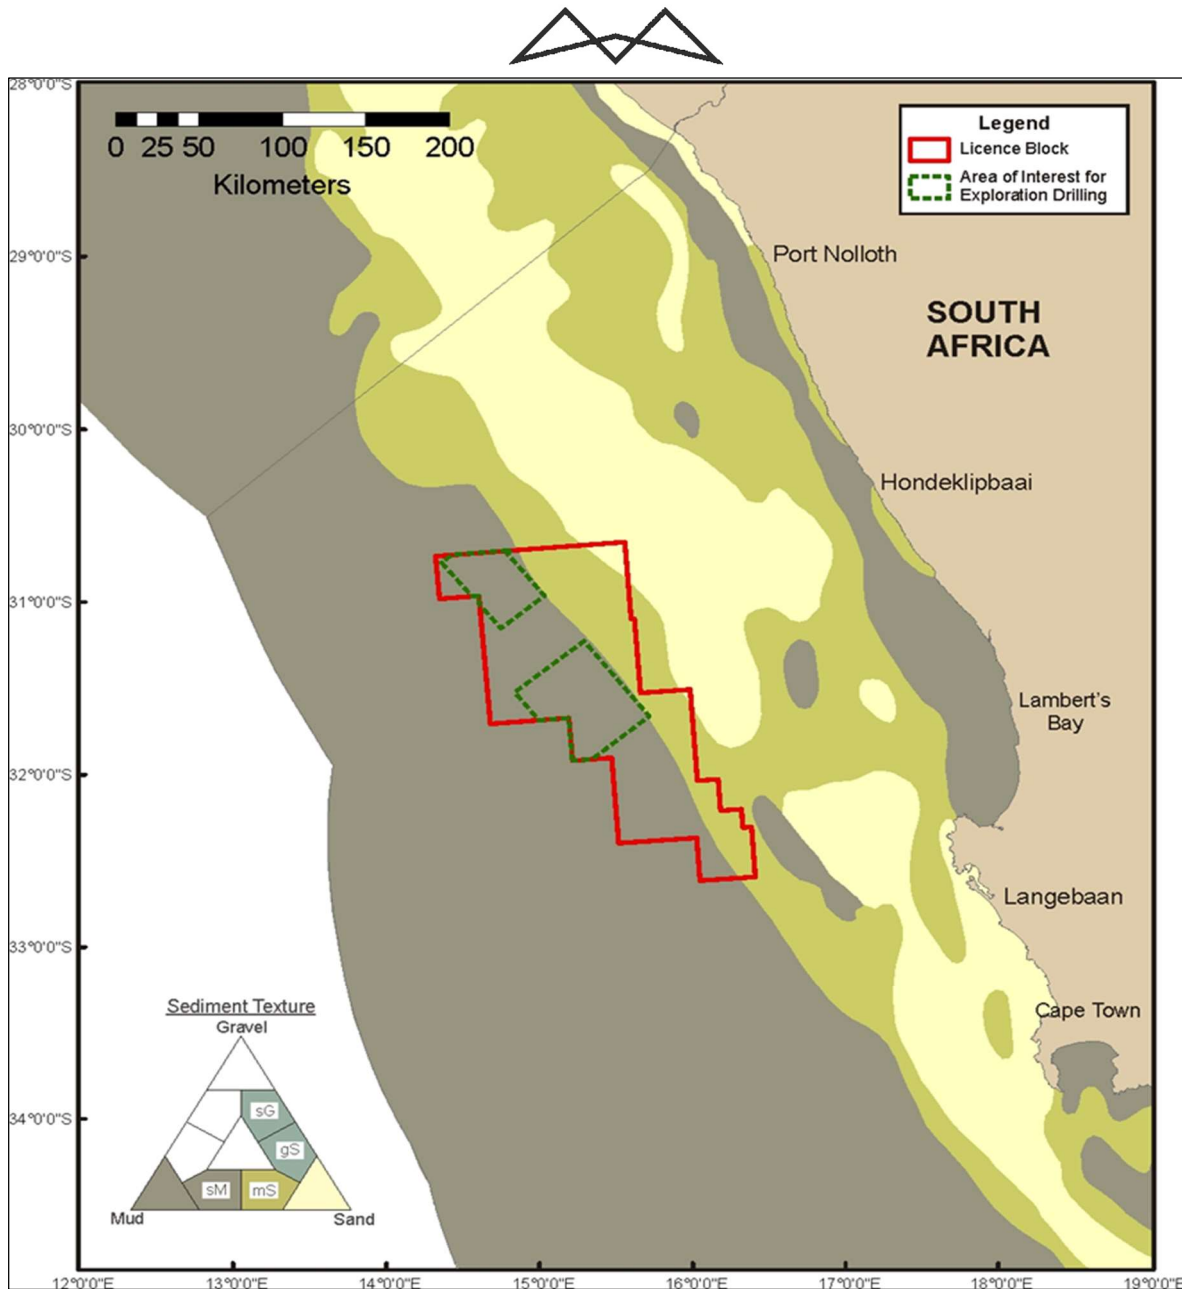 28°0'0"S
0 25 50 100 150 200
Kilometers
Legend
Licence Block
Area of Interest for
Exploration Drilling
29°0'0"S
Port Nolloth
SOUTH
AFRICA
30°0'0"S
Hondeklipbaai
31°0'0"S
Lambert's
Bay
32°0'0"S
Langebaan
33°0'0"S
Sediment Texture
Gravel
Cape Town
sG
34°0'0"S
gS
sM mS
Mud Sand
12°0'0"E 13°0'0"E 14°0'0"E 15°0'0"E 16°0'0"E 17°0'0"E 18°0'0"E 19°0'0"E